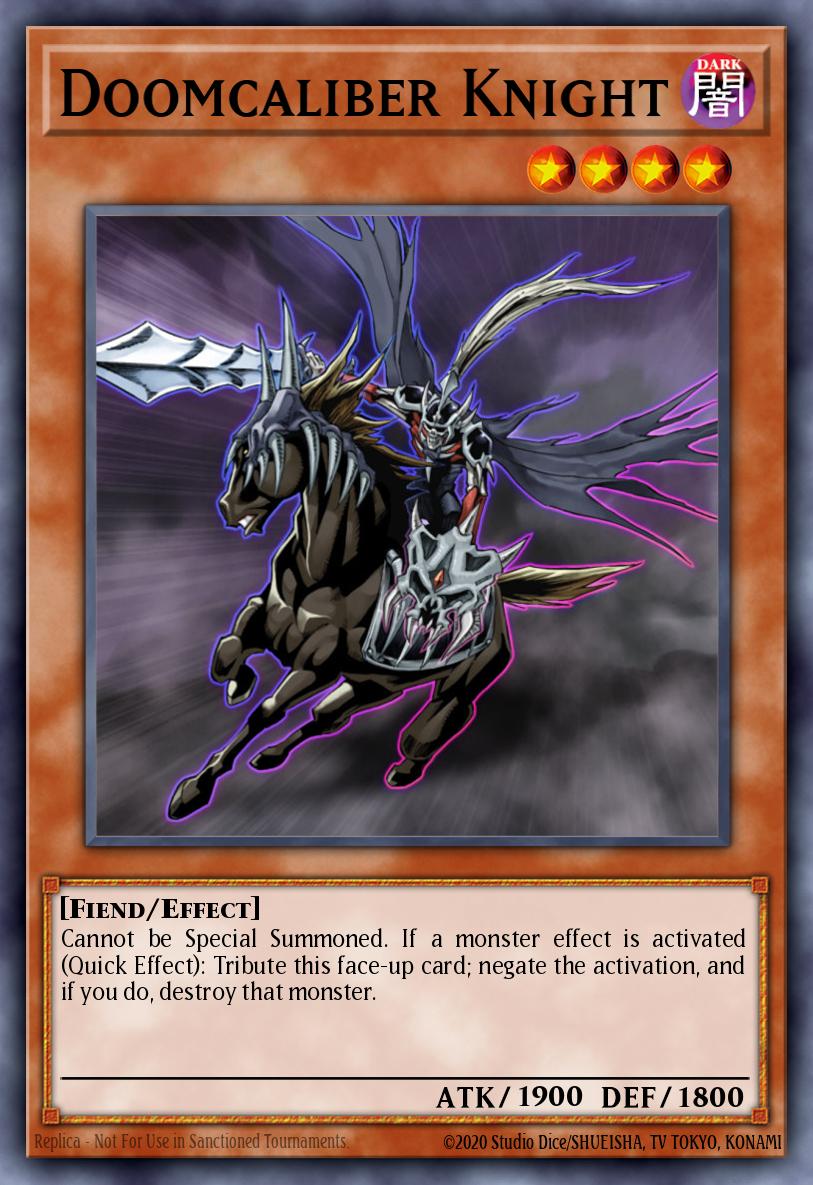 Doomcaliber Knight
DARK
闇
[Fiend/Effect]
Cannot be Special Summoned. If a monster effect is activated
(Quick Effect): Tribute this face-up card; negate the activation, and
if you do, destroy that monster.
ATK/1900 DEF/1800
Replica - Not For Use in Sanctioned Tournaments.
©2020 Studio Dice/SHUEISHA, TV TOKYO, KONAMI